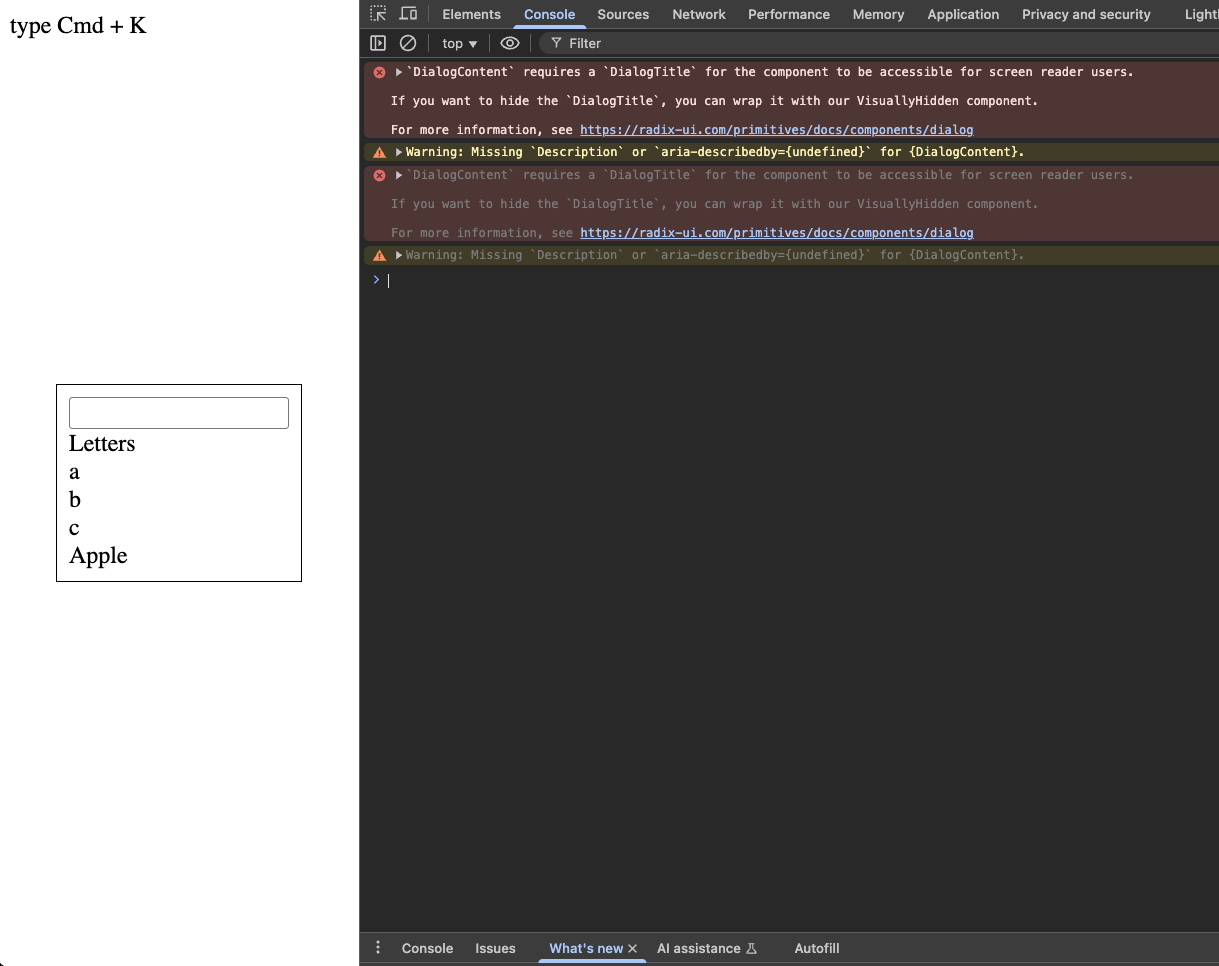 type Cmd + K
Letters
a
b
c
Apple
Elements Console Sources Network Performance Memory Application Privacy and security Light
top ▼ Filter
`DialogContent` requires a `DialogTitle` for the component to be accessible for screen reader users.
If you want to hide the `DialogTitle`, you can wrap it with our VisuallyHidden component.
For more information, see https://radix-ui.com/primitives/docs/components/dialog
Warning: Missing `Description` or `aria-describedby={undefined}` for {DialogContent}.
`DialogContent` requires a `DialogTitle` for the component to be accessible for screen reader users.
If you want to hide the `DialogTitle`, you can wrap it with our VisuallyHidden component.
For more information, see https://radix-ui.com/primitives/docs/components/dialog
Warning: Missing `Description` or `aria-describedby={undefined}` for {DialogContent}.
Console Issues What's new AI assistance Autofill